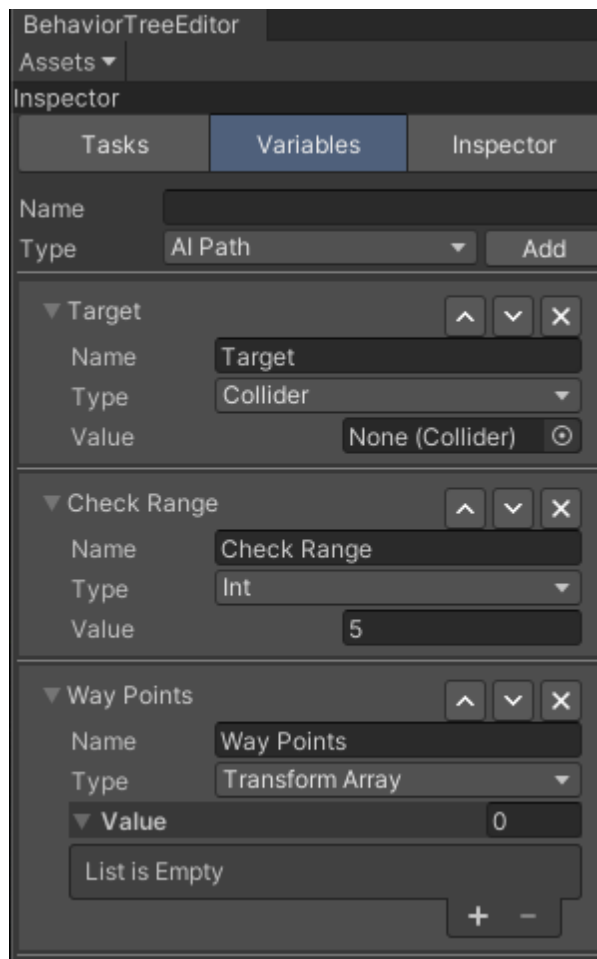 BehaviorTreeEditor
Assets
Inspector
Tasks Variables Inspector
Name
Type AI Path Add
Target
Name Target
Type Collider
Value None (Collider)
Check Range
Name Check Range
Type Int
Value 5
Way Points
Name Way Points
Type Transform Array
Value 0
List is Empty